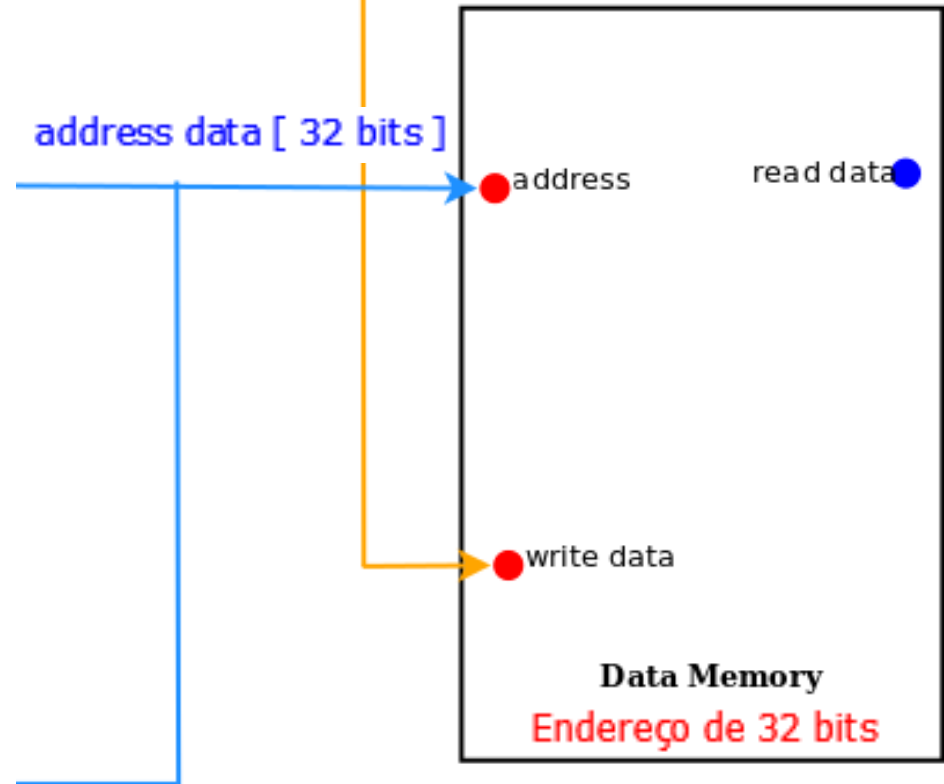 address data [ 32 bits ]
address
read data
write data
Data Memory
Endereço de 32 bits